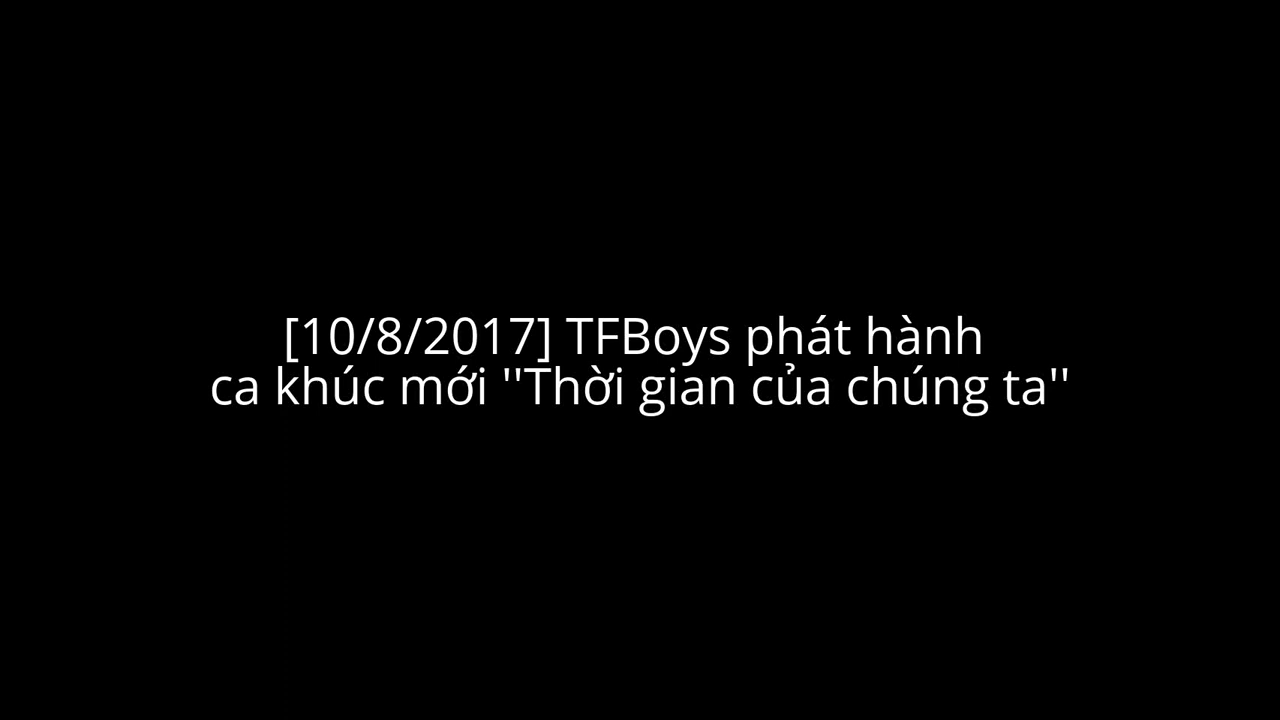 [10/8/2017] TFBoys phát hành
ca khúc mới ''Thời gian của chúng ta''